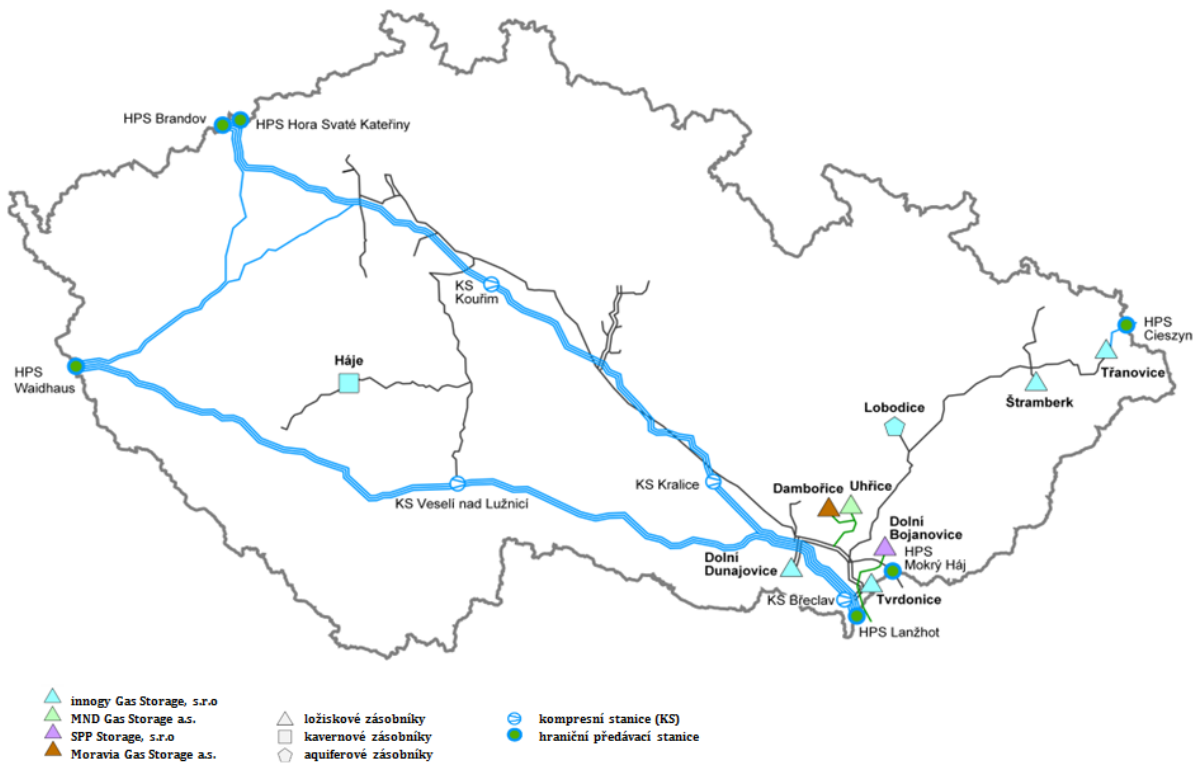 HPS Brandov
HPS Hora Svaté Kateřiny
KS
Kouřim
HPS
Cieszyn
Třanovice
HPS
Waidhaus
Háje
Štramberk
Lobodice
KS Kralice
Dambořice
Uhřice
KS Veselí nad Lužnicí
Dolní
Bojanovice
HPS
Mokrý Háj
Dolní
Dunajovice
KS Břeclav
Tvrdonice
HPS Lanžhot
innogy Gas Storage, s.r.o
MND Gas Storage a.s.
SPP Storage, s.r.o
Moravia Gas Storage a.s.
ložiskové zásobníky
kavernové zásobníky
aquiferové zásobníky
kompresní stanice (KS)
hraniční předávací stanice